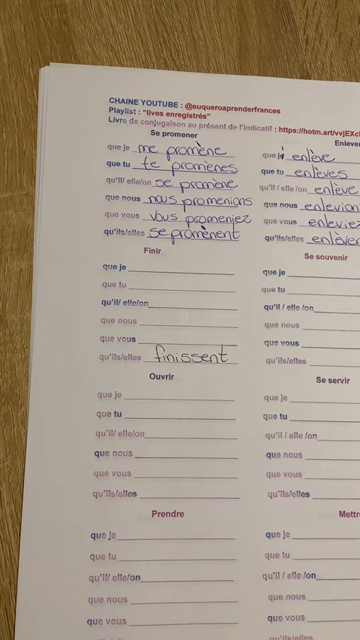 CHAINE YOUTUBE : @euqueroaprenderfrances
Playlist : "lives enregistrés"
Livre de conjugaison au présent de l'indicatif : https://hotn.art/vvjEXc
Se promener
que je me promène
que tu te promènes
qu'il/ elle/on se promène
que nous nous promenions
que vous vous promeniez
qu'ils/elles se promènent
Enlever
que j' enlève
que tu enlèves
qu'il / elle /on enlève
que nous enlevion
que vous enleviez
qu'ils/elles enlèven
Finir
que je
que tu
qu'il/ elle/on
que nous
que vous
qu'ils/elles finissent
Se souvenir
que je
que tu
qu'il / elle /on
que nous
que vous
qu'ils/elles
Ouvrir
que je
que tu
qu'il/ elle/on
que nous
que vous
qu'ils/elles
Se servir
que je
que tu
qu'il / elle /on
que nous
que vous
qu'ils/elles
Prendre
que je
que tu
qu'il/ elle/on
que nous
que vous
Mettr
que je
que tu
qu'il / elle /on
que nous
que vous
qu'ils/elles